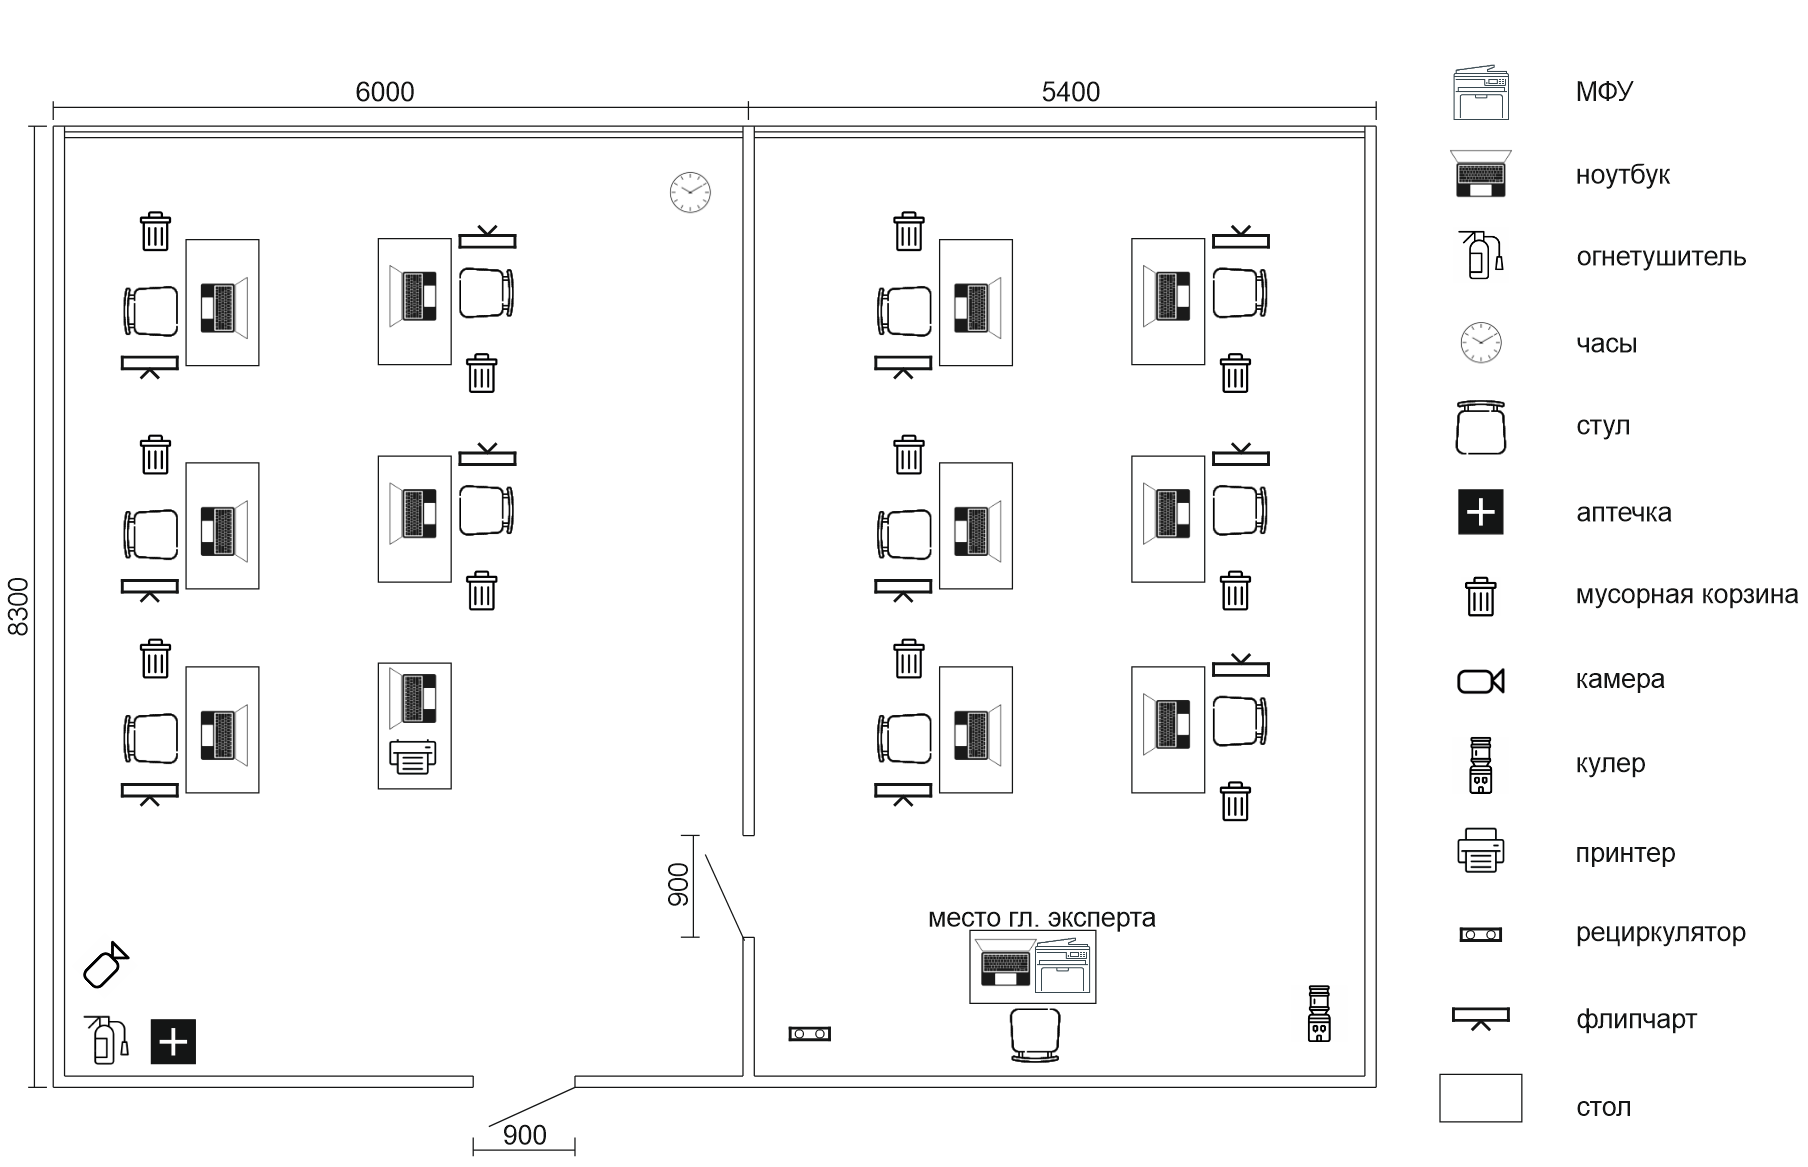 6000
5400
8300
900
место гл. эксперта
900
МФУ
ноутбук
огнетушитель
часы
стул
аптечка
мусорная корзина
камера
кулер
принтер
рециркулятор
флипчарт
стол